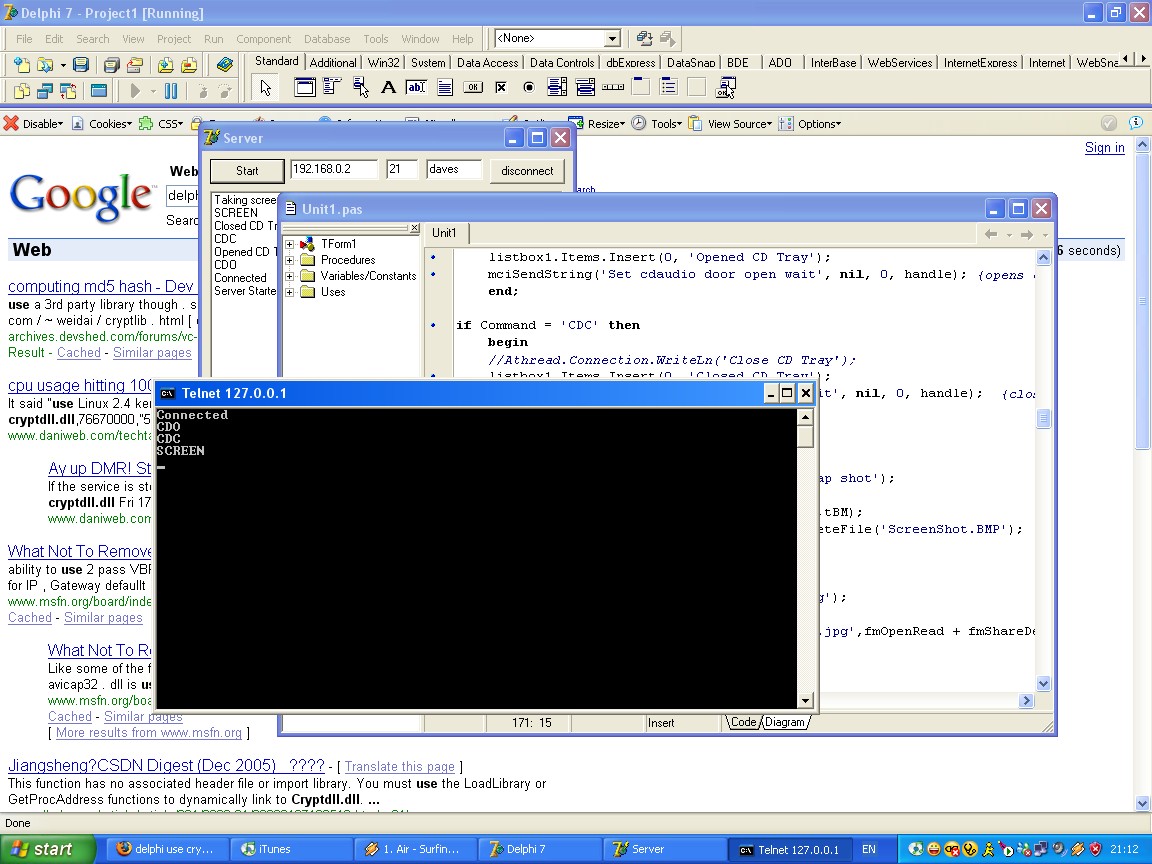 Delphi 7 - Project1 [Running]
File Edit Search View Project Run Component Database Tools Window Help <None>
Standard Additional Win32 System Data Access Data Controls dbExpress DataSnap BDE ADO InterBase WebServices InternetExpress Internet WebSna
Disable Cookies CSS Resize Tools View Source Options
Sign in
Google
Web
delph
Searc
arch
Web
6 seconds)
computing md5 hash - Dev
use a 3rd party library though . s
com / ~ weidai / cryptlib . html [
archives.devshed.com/forums/vc-
Result - Cached - Similar pages
cpu usage hitting 100
It said "use Linux 2.4 ker
cryptdll.dll,76670000,"5
www.daniweb.com/techta
Ay up DMR! St
If the service is sto
cryptdll.dll Fri 17
www.daniweb.com
What Not To Remove
ability to use 2 pass VBR
for IP , Gateway defaullt
www.msfn.org/board/inde
Cached - Similar pages
What Not To R
Like some of the f
avicap32 . dll is us
www.msfn.org/boa
Cached - Similar pages
[ More results from www.msfn.org ]
Jiangsheng?CSDN Digest (Dec 2005) ???? - [ Translate this page ]
This function has no associated header file or import library. You must use the LoadLibrary or
GetProcAddress functions to dynamically link to Cryptdll.dll. ...
Done
Server
Start 192.168.0.2 21 daves disconnect
Taking screen
SCREEN
Closed CD Tr
CDC
Opened CD T
CDO
Connected
Server Starte
Unit1.pas
Unit1
TForm1
Procedures
Variables/Constants
Uses
listbox1.Items.Insert(0, 'Opened CD Tray');
mciSendString('Set cdaudio door open wait', nil, 0, handle); {opens
end;
if Command = 'CDC' then
begin
//Athread.Connection.WriteLn('Close CD Tray');
listbox1.Items.Insert(0, 'Closed CD Tray');
it', nil, 0, handle); {clos
ap shot');
tBM);
eteFile('ScreenShot.BMP');
g');
.jpg',fmOpenRead + fmShareDe
171: 15 Insert Code Diagram
Telnet 127.0.0.1
Connected
CDO
CDC
SCREEN
start delphi use cry... iTunes 1. Air - Surfin... Delphi 7 Server Telnet 127.0.0.1 EN 21:12